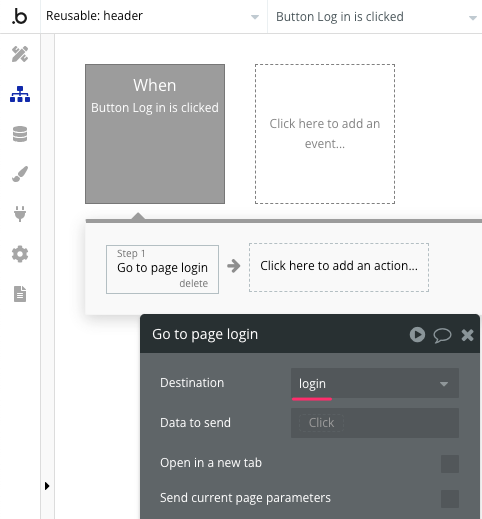 .b
Reusable: header
Button Log in is clicked
When
Button Log in is clicked
Click here to add an
event...
Step 1
Go to page login
delete
Click here to add an action...
Go to page login
Destination
login
Data to send
Click
Open in a new tab
Send current page parameters